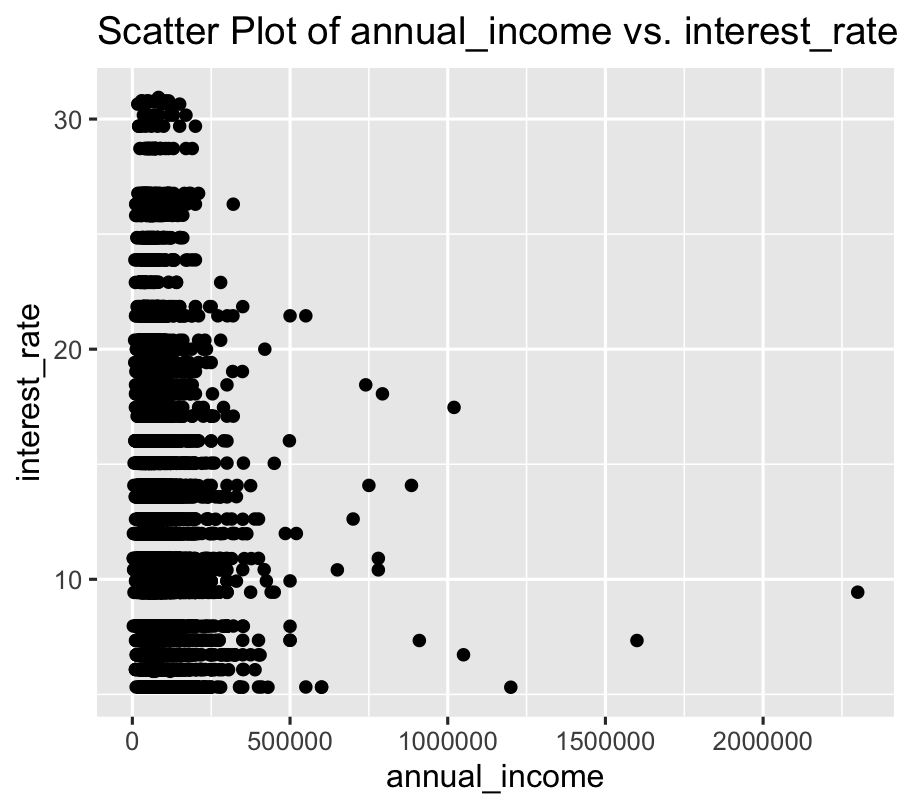 Scatter Plot of annual_income vs. interest_rate
30
20
10
interest_rate
0
500000
1000000
1500000
2000000
annual_income